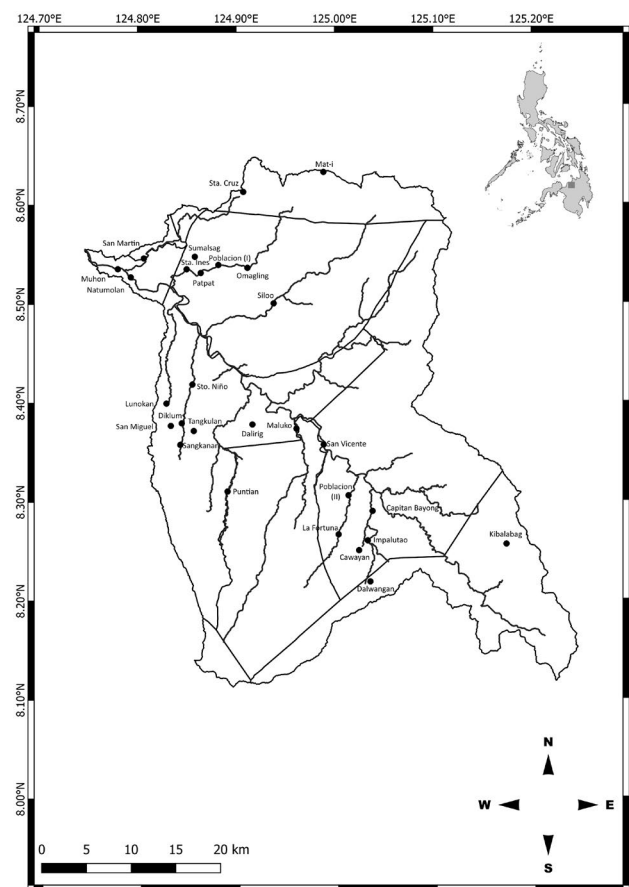 124.70°E 124.80°E 124.90°E 125.00°E 125.10°E 125.20°E
8.70°N
8.60°N
8.50°N
8.40°N
8.30°N
8.20°N
8.10°N
8.00°N
Mat-i
Sta. Cruz
San Martin
Sumalsag
Sta. Ines
Poblacion (I)
Muhon
Patpat
Omagling
Natumolan
Siloo
Sto. Niño
Lunokan
Diklum
Tangkulan
San Miguel
Dalirig
Maluko
Sangkanan
San Vicente
Puntian
Poblacion
(II)
Capitan Bayong
La Fortuna
Impalutao
Kibalabag
Cawayan
Dalwangan
N
W E
S
0 5 10 15 20 km